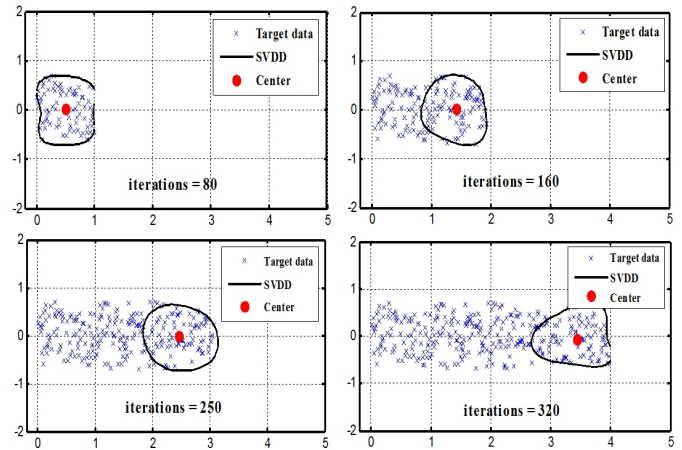 2
1
0
-1
-2
0 1 2 3 4 5
Target data
SVDD
Center
iterations = 80
2
1
0
-1
-2
0 1 2 3 4 5
Target data
SVDD
Center
iterations = 160
2
1
0
-1
-2
0 1 2 3 4 5
Target data
SVDD
Center
iterations = 250
2
1
0
-1
-2
0 1 2 3 4 5
Target data
SVDD
Center
iterations = 320